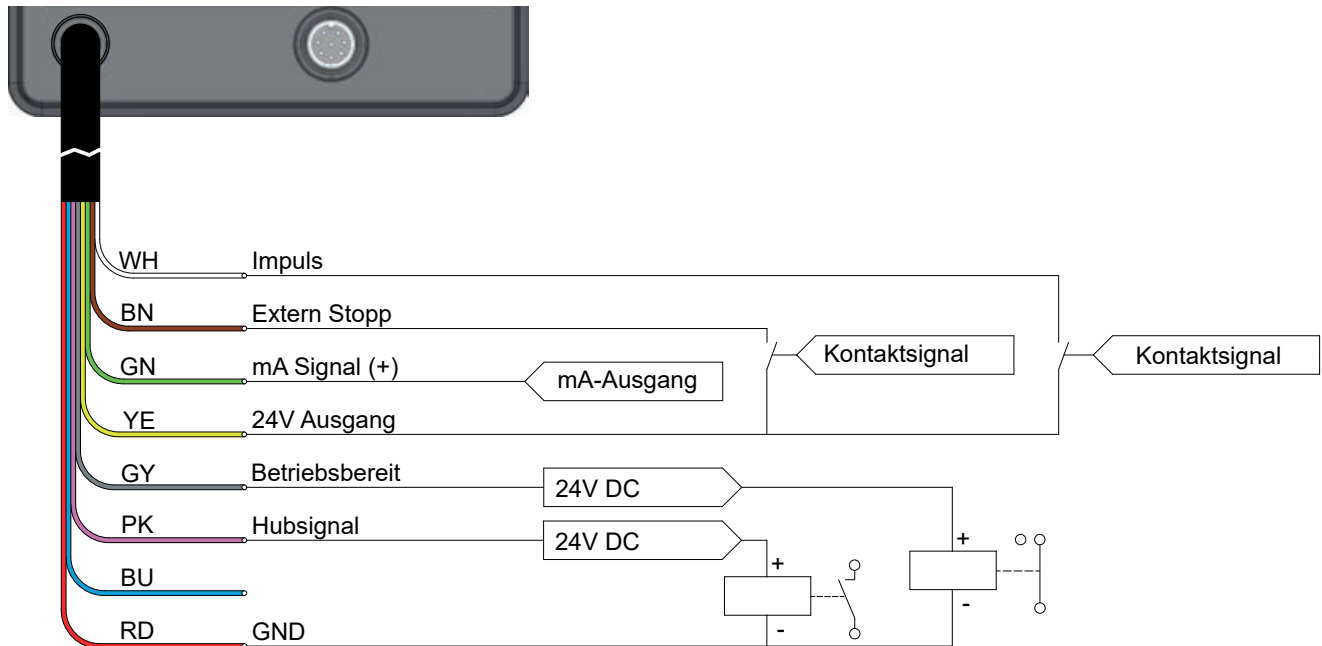 WH Impuls
BN Extern Stopp
Kontaktsignal
Kontaktsignal
GN mA Signal (+)
mA-Ausgang
YE 24V Ausgang
GY Betriebsbereit
24V DC
PK Hubsignal
24V DC
+
+
BU
-
-
RD GND